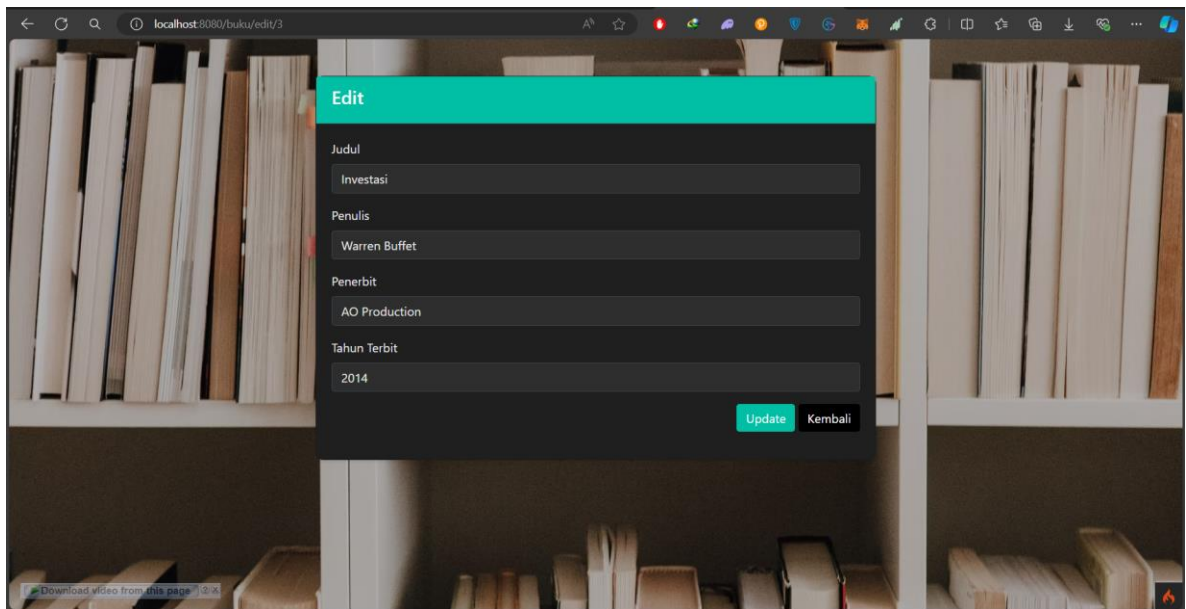 localhost:8080/buku/edit/3
Edit
Judul
Investasi
Penulis
Warren Buffet
Penerbit
AO Production
Tahun Terbit
2014
Update Kembali
Download video from this page